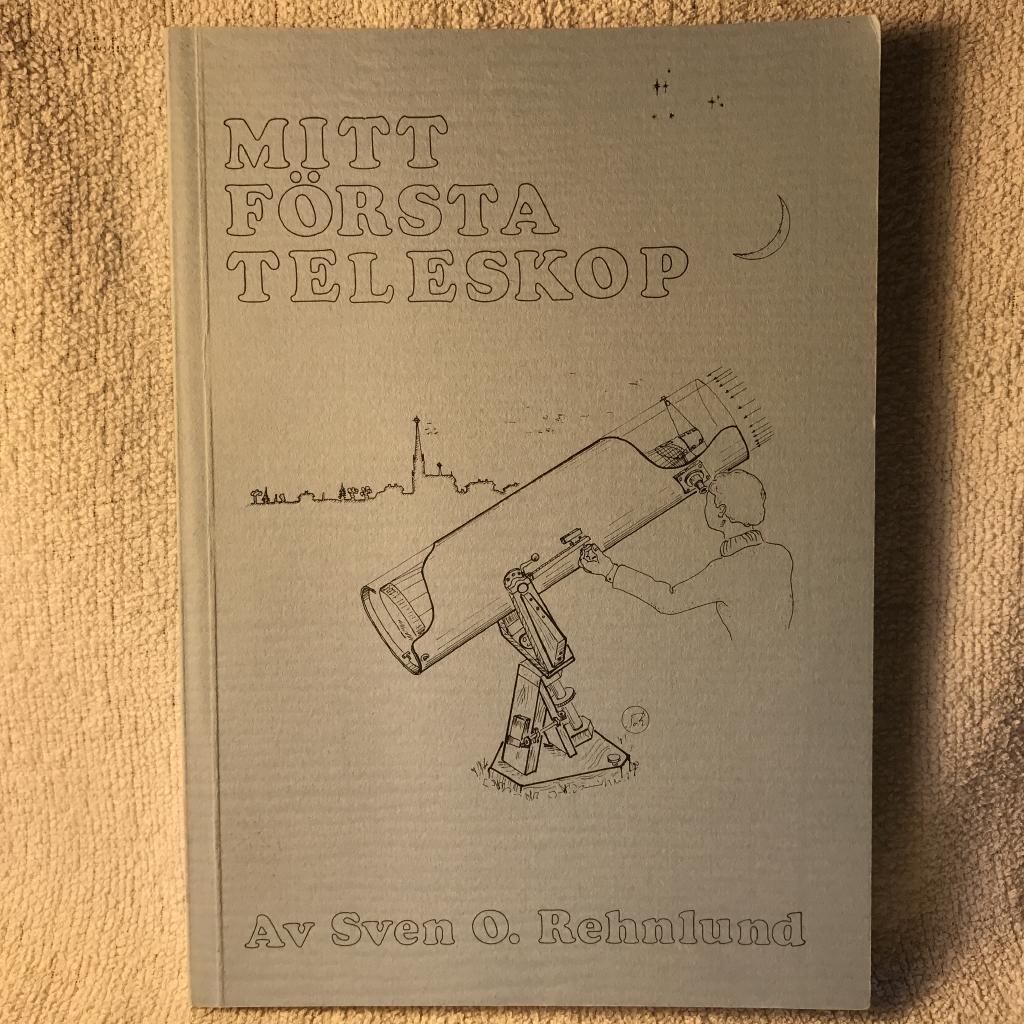 MITT
FÖRSTA
TELESKOP
Av Sven O. Rehnlund